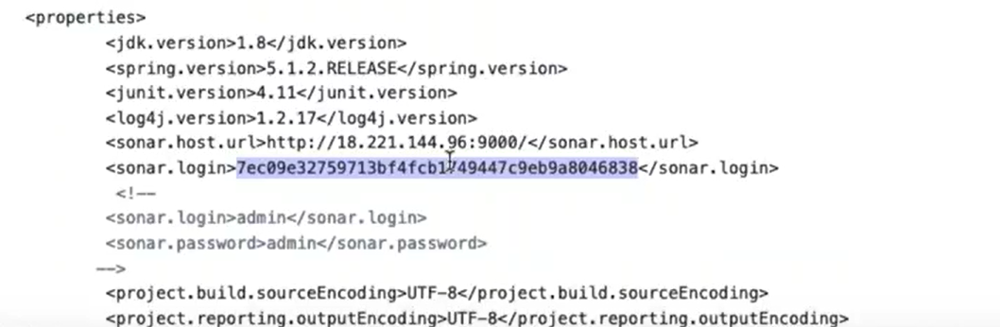 <properties>
<jdk.version>1.8</jdk.version>
<spring.version>5.1.2.RELEASE</spring.version>
<junit.version>4.11</junit.version>
<log4j.version>1.2.17</log4j.version>
<sonar.host.url>http://18.221.144.96:9000/</sonar.host.url>
<sonar.login>7ec09e32759713bf4fcb1749447c9eb9a8046838</sonar.login>
<!--
<sonar.login>admin</sonar.login>
<sonar.password>admin</sonar.password>
-->
<project.build.sourceEncoding>UTF-8</project.build.sourceEncoding>
<project.reporting.outputEncoding>UTF-8</project.reporting.outputEncoding>